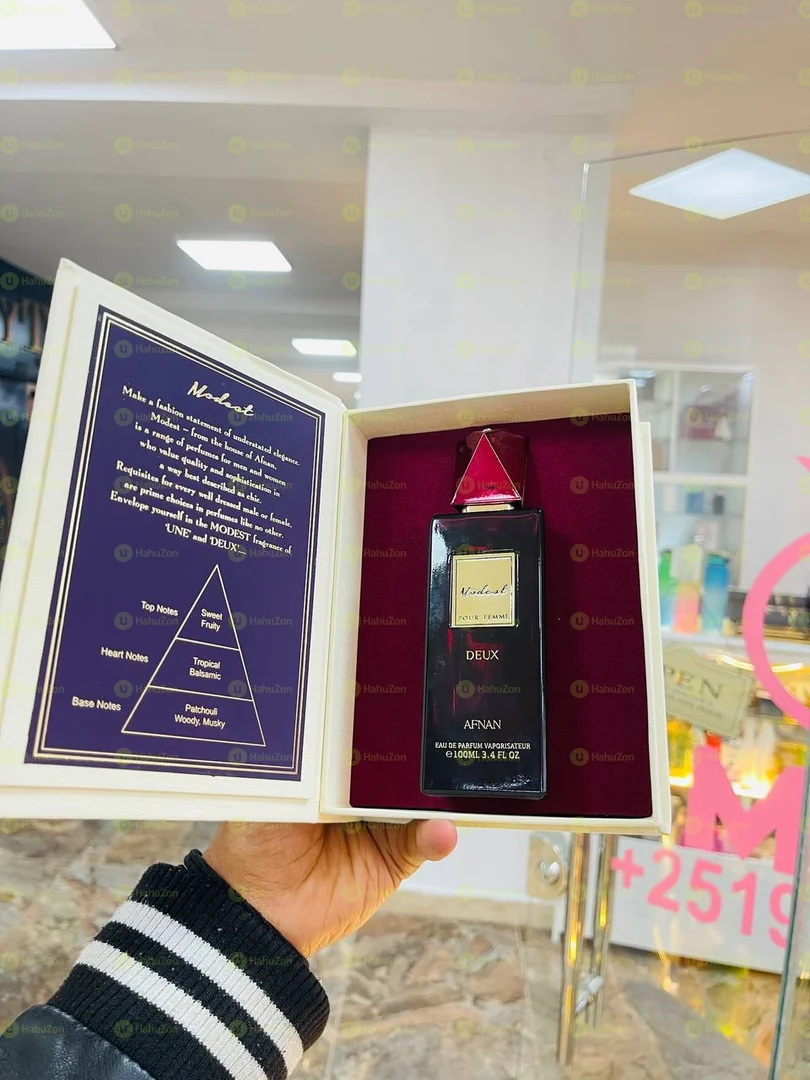 Modest
Make a fashion statement of understated elegance.
Modest ~ from the house of Afnan,
is a range of perfumes for men and women
who value quality and sophistication in
a way best described as chic.
Requisites for every well dressed male or female.
are prime choices in perfumes like no other.
Envelope yourself in the MODEST fragrance of
'UNE' and 'DEUX'
Top Notes
Sweet
Fruity
Heart Notes
Tropical
Balsamic
Base Notes
Patchouli
Woody, Musky
Modest
POUR FEMME
DEUX
AFNAN
EAU DE PARFUM VAPORISATEUR
℮100ML 3.4 FL OZ
PEN
M
+2519
HahuZon